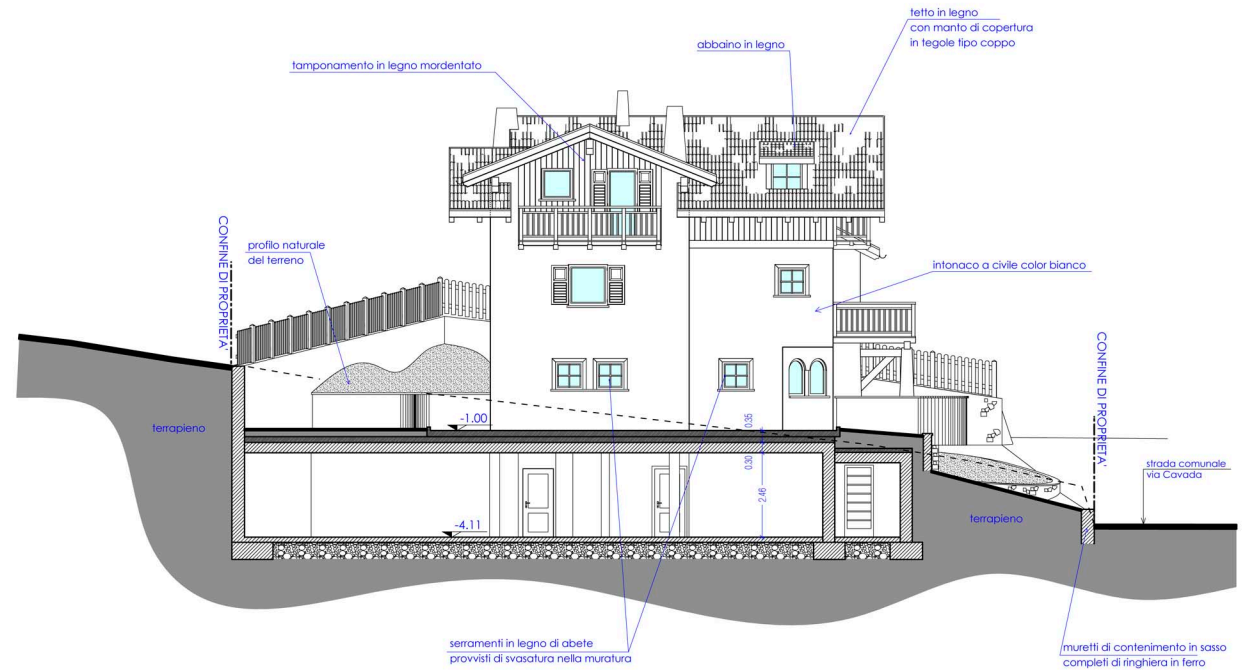 tetto in legno
con manto di copertura
in tegole tipo coppo
abbaino in legno
tamponamento in legno mordentato
CONFINE DI PROPRIETA'
profilo naturale
del terreno
intonaco a civile color bianco
CONFINE DI PROPRIETA'
terrapieno
-1.00
0.35
0.30
2.46
-4.11
strada comunale
via Cavada
terrapieno
serramenti in legno di abete
provvisti di svasatura nella muratura
muretti di contenimento in sasso
completi di ringhiera in ferro